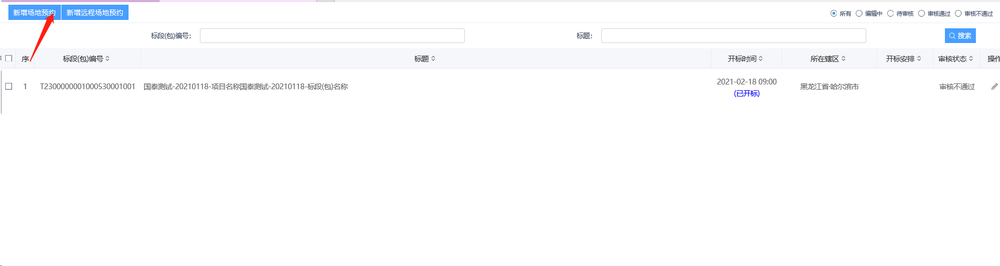 新增场地预约 新增远程场地预约 所有 编辑中 待审核 审核通过 审核不通过
标段(包)编号： 标题： 搜索
序 标段(包)编号 标题 开标时间 所在辖区 开标安排 审核状态 操作
1 T2300000001000530001001 国泰测试-20210118-项目名称国泰测试-20210118-标段(包)名称 2021-02-18 09:00 黑龙江省·哈尔滨市 审核不通过
(已开标)